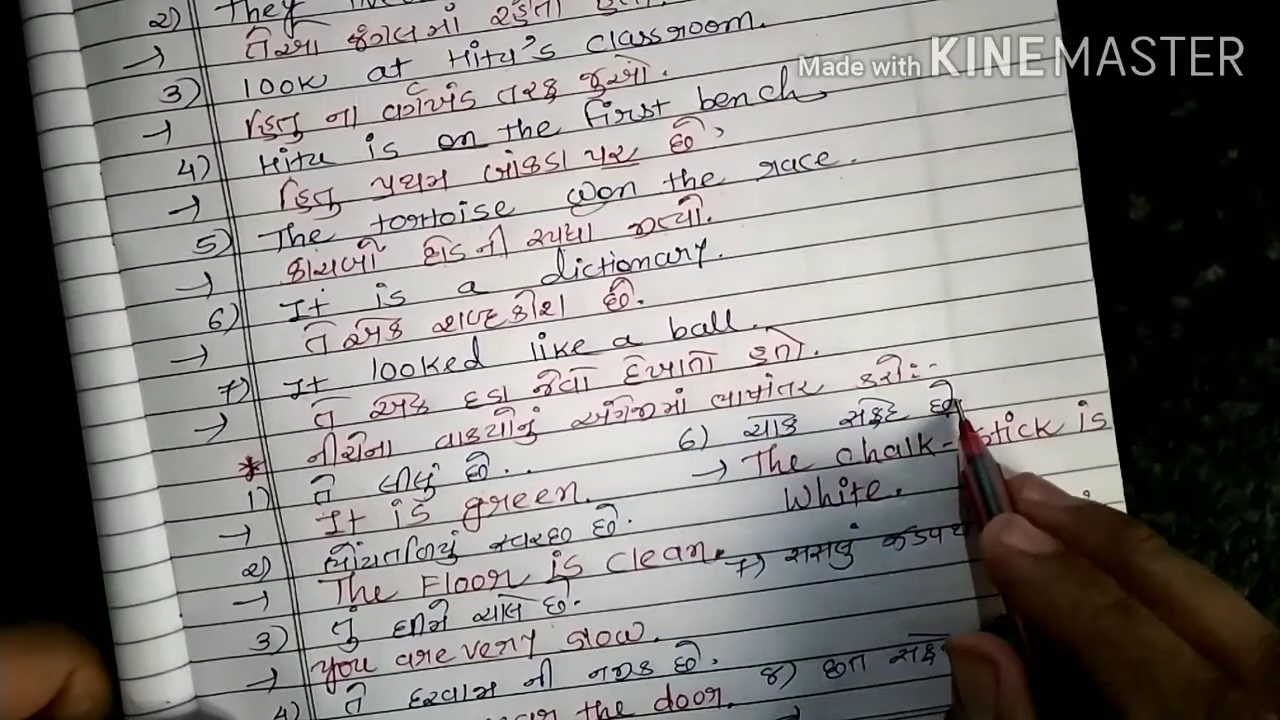 Made with KINEMASTER
2) They
→ તેઓ જંગલમાં રહેતા
3) look at Hitu's classroom.
→ હિતુ ના વર્ગખંડ તરફ જુઓ.
4) Hitu is on the first bench.
→ હિતુ પ્રથમ બાંકડા પર છે.
5) The tortoise won the race.
→ કાચબો દોડની સ્પર્ધા જીત્યો.
6) It is a dictionary.
→ તે એક શબ્દકોશ છે.
7) It looked like a ball.
→ તે એક દડા જેવો દેખાતો હતો.
* નીચેના વાક્યોનું અંગ્રેજીમાં ભાષાંતર કરો:-
1) તે લીલું છે.
→ It is green.
2) ભોંયતળિયું સ્વચ્છ છે.
→ The Floor is clean.
3) તું ધીમે ચાલે છે.
→ you are very slow.
4) તે દરવાજા ની નજીક છે.
the door.
6) ચાક સફેદ છે
→ The chalk-stick is
white.
7) સસલું ઝડપથી
8) છત